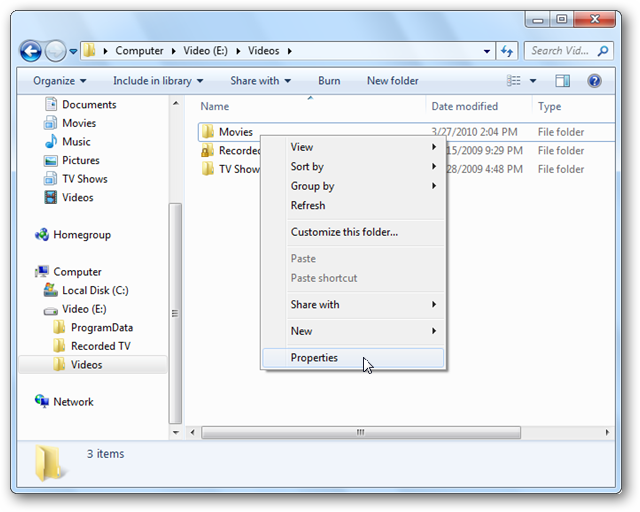 Computer Video (E:) Videos
Search Vid...
Organize Include in library Share with Burn New folder
Name Date modified Type
Documents
Movies
Music
Pictures
TV Shows
Videos
Homegroup
Computer
Local Disk (C:)
Video (E:)
ProgramData
Recorded TV
Videos
Network
Movies 3/27/2010 2:04 PM File folder
Recorded 15/2009 9:29 PM File folder
TV Show 28/2009 4:48 PM File folder
View
Sort by
Group by
Refresh
Customize this folder...
Paste
Paste shortcut
Share with
New
Properties
3 items